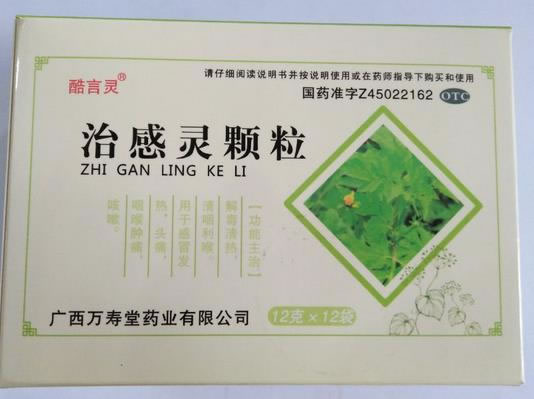 酷言灵®
请仔细阅读说明书并按说明使用或在药师指导下购买和使用
国药准字Z45022162 OTC
治感灵颗粒
ZHI GAN LING KE LI
【功能主治】
解毒清热,
清咽利喉。
用于感冒发
热,头痛,
咽喉肿痛,
咳嗽。
广西万寿堂药业有限公司
12克×12袋